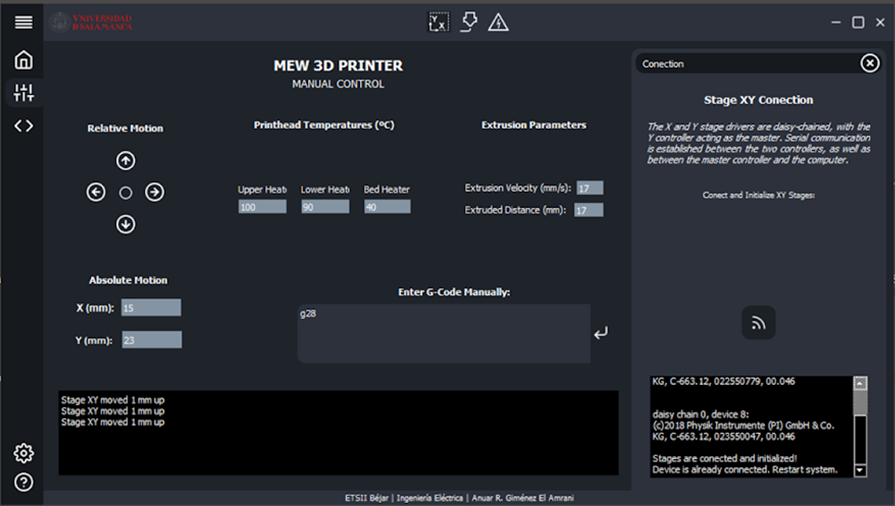 VNiVERSiDAD
D SALAMANCA
Y
X
MEW 3D PRINTER
MANUAL CONTROL
Relative Motion
Printhead Temperatures (ºC)
Extrusion Parameters
Upper Heate
Lower Heate
Bed Heater
100
90
40
Extrusion Velocity (mm/s): 17
Extruded Distance (mm): 17
Absolute Motion
X (mm): 15
Y (mm): 23
Enter G-Code Manually:
g28
Stage XY moved 1 mm up
Stage XY moved 1 mm up
Stage XY moved 1 mm up
Conection
Stage XY Conection
The X and Y stage drivers are daisy-chained, with the
Y controller acting as the master. Serial communication
is established between the two controllers, as well as
between the master controller and the computer.
Conect and Initialize XY Stages:
KG, C-663.12, 022550779, 00.046
daisy chain 0, device 8:
(c)2018 Physik Instrumente (PI) GmbH & Co.
KG, C-663.12, 023550047, 00.046
Stages are conected and initialized!
Device is already connected. Restart system.
ETSII Béjar | Ingeniería Eléctrica | Anuar R. Giménez El Amrani